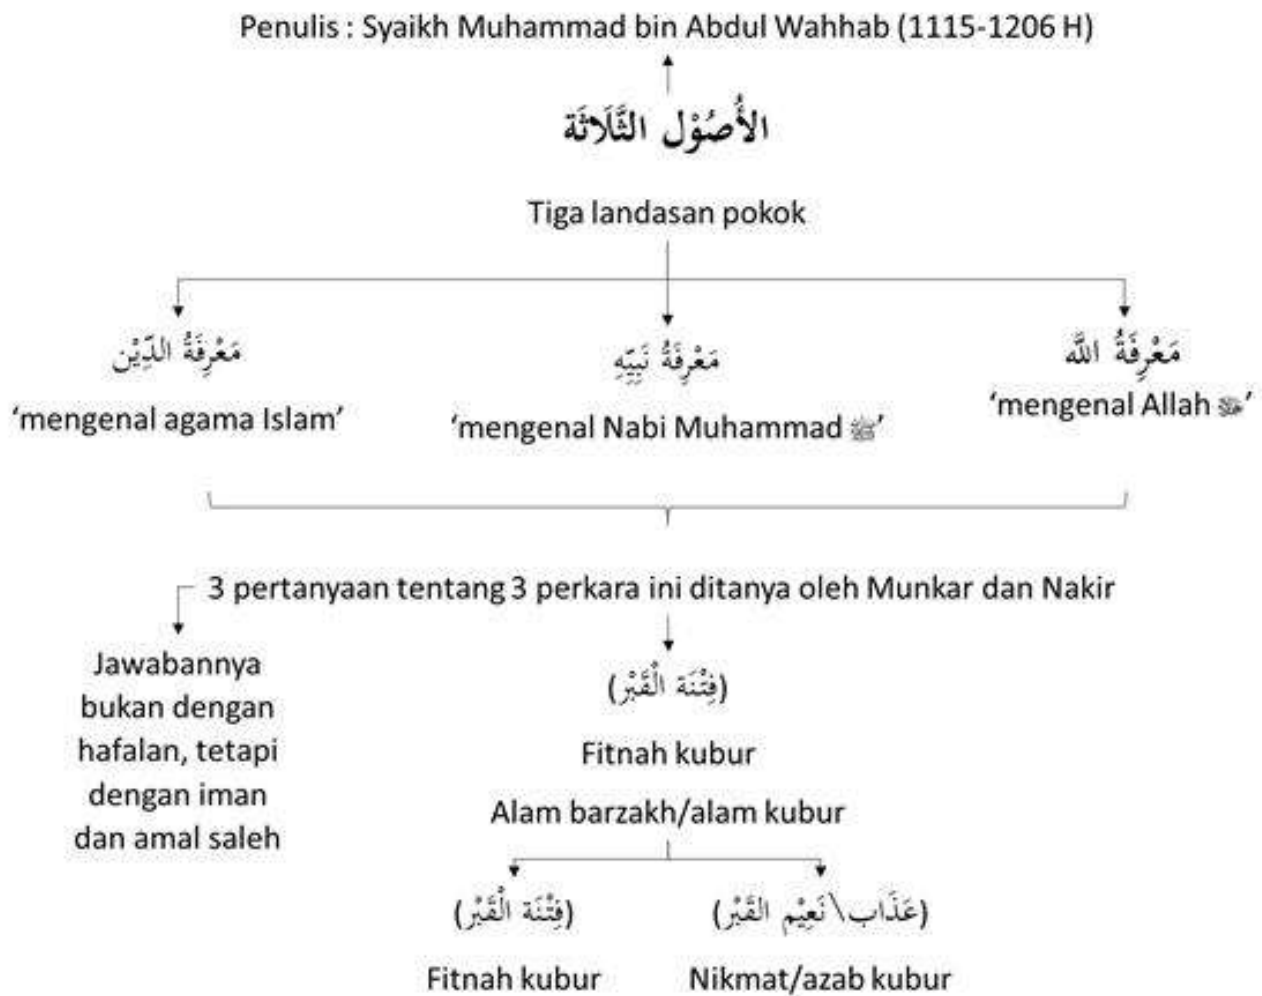 Penulis : Syaikh Muhammad bin Abdul Wahhab (1115-1206 H)
الأُصُوْل الثَّلَاثَة
Tiga landasan pokok
مَعْرِفَةُ اللَّه
'mengenal Allah ﷻ'
مَعْرِفَةُ نَبِيِّهِ
'mengenal Nabi Muhammad ﷺ'
مَعْرِفَةُ الدِّيْن
'mengenal agama Islam'
3 pertanyaan tentang 3 perkara ini ditanya oleh Munkar dan Nakir
Jawabannya
bukan dengan
hafalan, tetapi
dengan iman
dan amal saleh
(فِتْنَة الْقَبْر)
Fitnah kubur
Alam barzakh/alam kubur
(فِتْنَة الْقَبْر)
Fitnah kubur
(عَذَاب\نَعِيْم القَبْر)
Nikmat/azab kubur